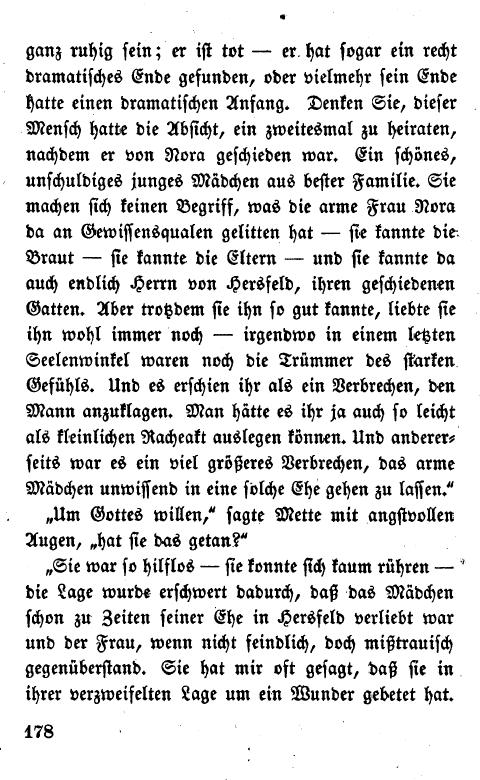 ganz ruhig sein; er ist tot — er hat sogar ein recht
dramatisches Ende gefunden, oder vielmehr sein Ende
hatte einen dramatischen Anfang. Denken Sie, dieser
Mensch hatte die Absicht, ein zweitesmal zu heiraten,
nachdem er von Nora geschieden war. Ein schönes,
unschuldiges junges Mädchen aus bester Familie. Sie
machen sich keinen Begriff, was die arme Frau Nora
da an Gewissensqualen gelitten hat — sie kannte die
Braut — sie kannte die Eltern — und sie kannte da
auch endlich Herrn von Hersfeld, ihren geschiedenen
Gatten. Aber trotzdem sie ihn so gut kannte, liebte sie
ihn wohl immer noch — irgendwo in einem letzten
Seelenwinkel waren noch die Trümmer des starken
Gefühls. Und es erschien ihr als ein Verbrechen, den
Mann anzuklagen. Man hätte es ihr ja auch so leicht
als kleinlichen Racheakt auslegen können. Und anderer-
seits war es ein viel größeres Verbrechen, das arme
Mädchen unwissend in eine solche Ehe gehen zu lassen.“
„Um Gottes willen,“ sagte Mette mit angstvollen
Augen, „hat sie das getan?“
„Sie war so hilflos — sie konnte sich kaum rühren —
die Lage wurde erschwert dadurch, daß das Mädchen
schon zu Zeiten seiner Ehe in Hersfeld verliebt war
und der Frau, wenn nicht feindlich, doch mißtrauisch
gegenüberstand. Sie hat mir oft gesagt, daß sie in
ihrer verzweifelten Lage um ein Wunder gebetet hat.
178